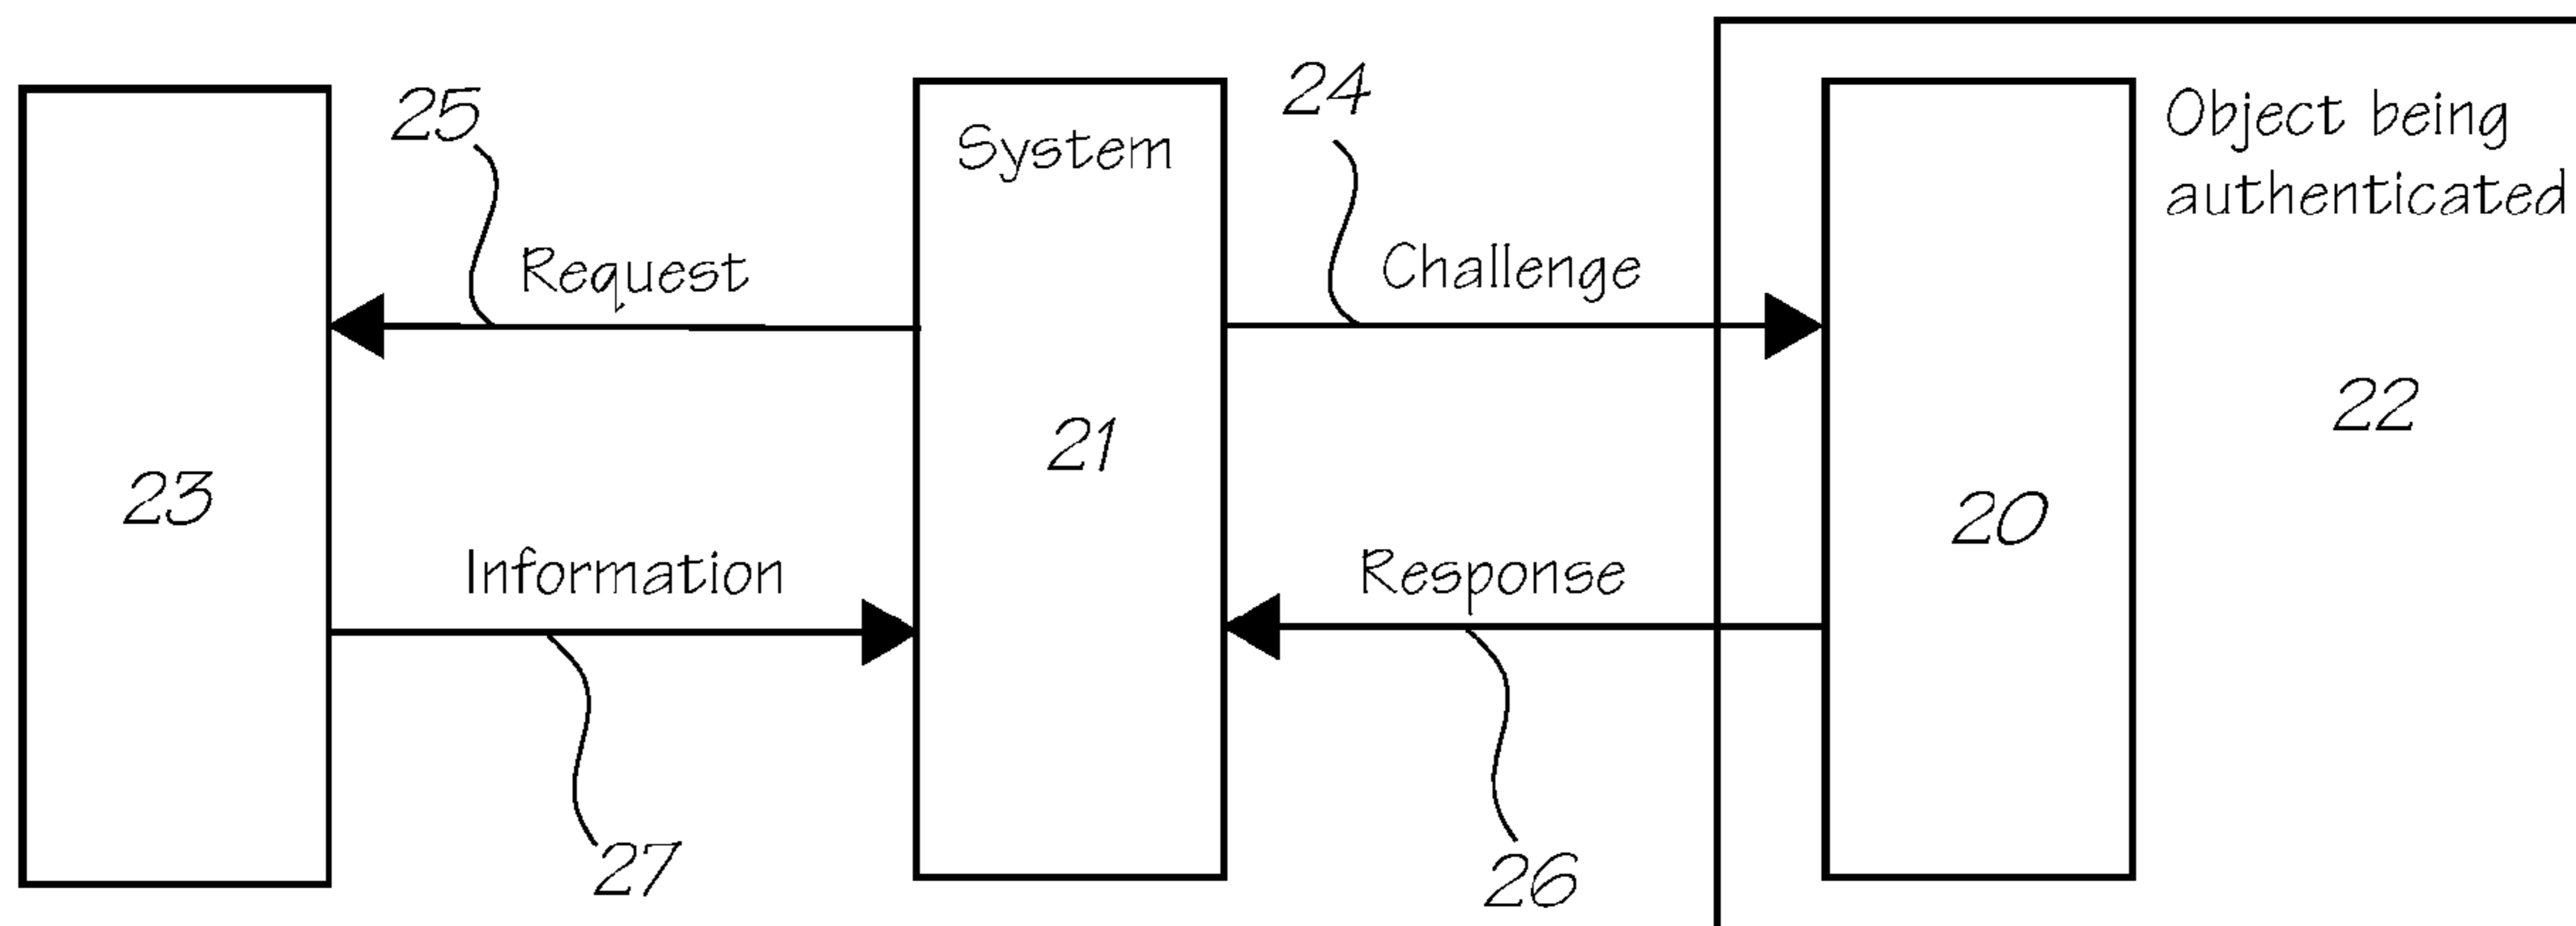 25
24
System
Object being
authenticated
Request
Challenge
22
21
23
20
Information
Response
27
26